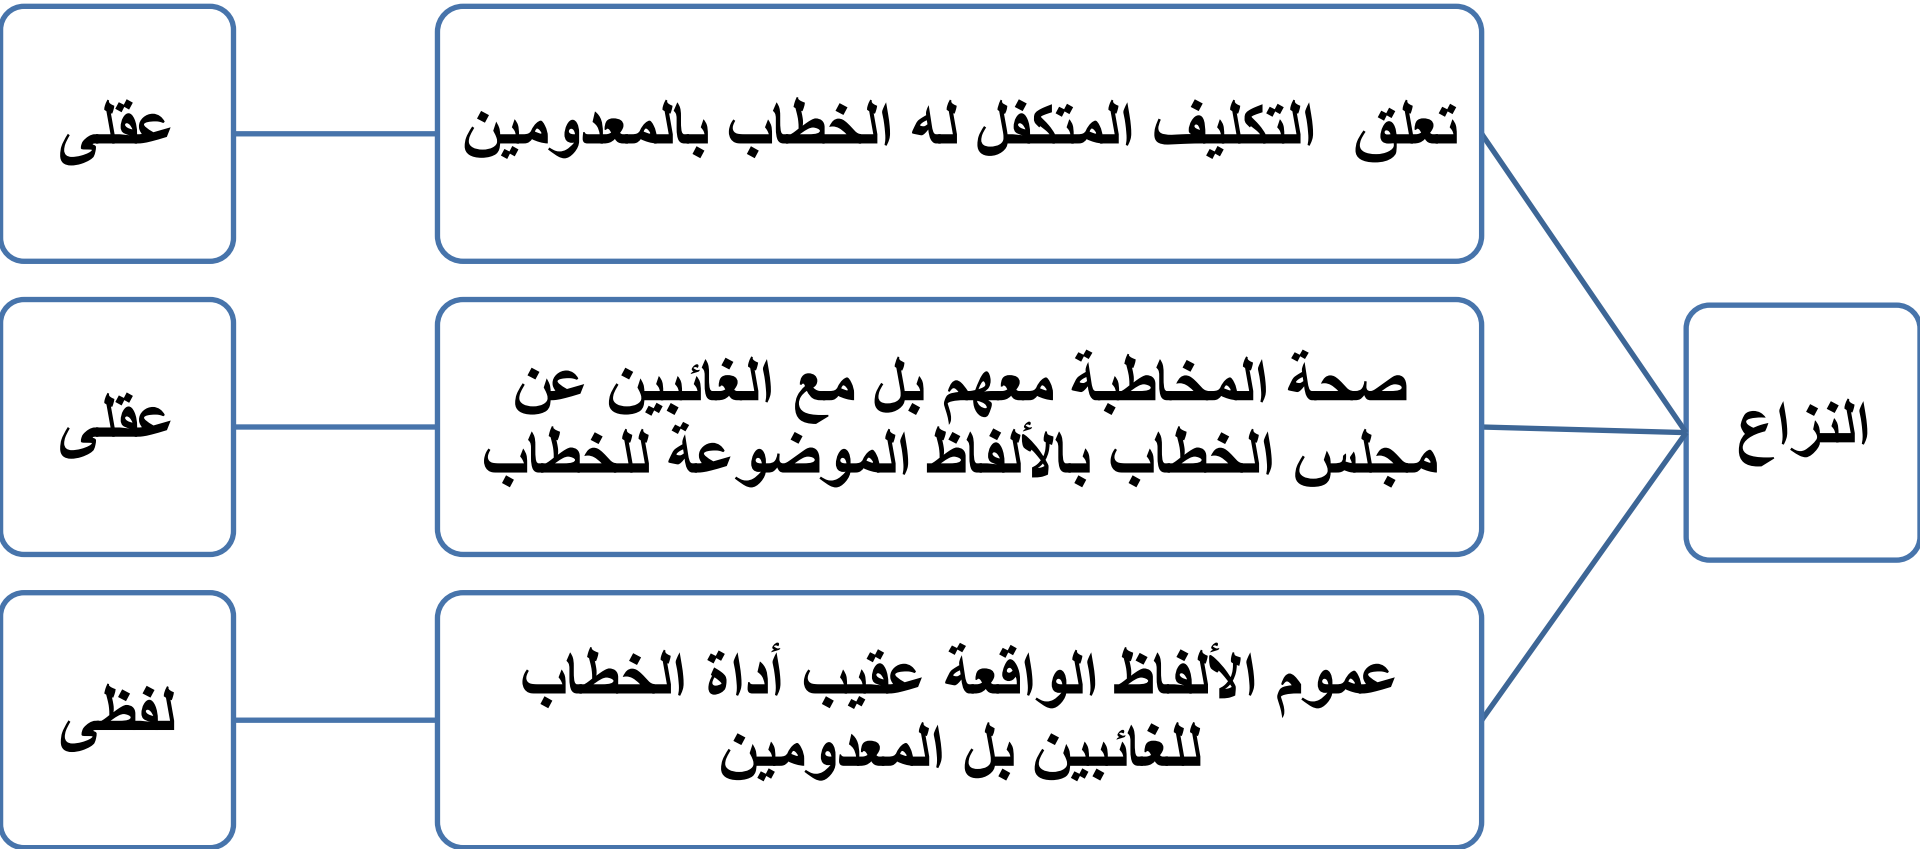 النزاع
تعلق التكليف المتكفل له الخطاب بالمعدومين
عقلى
صحة المخاطبة معهم بل مع الغائبين عن
مجلس الخطاب بالألفاظ الموضوعة للخطاب
عقلى
عموم الألفاظ الواقعة عقيب أداة الخطاب
للغائبين بل المعدومين
لفظى